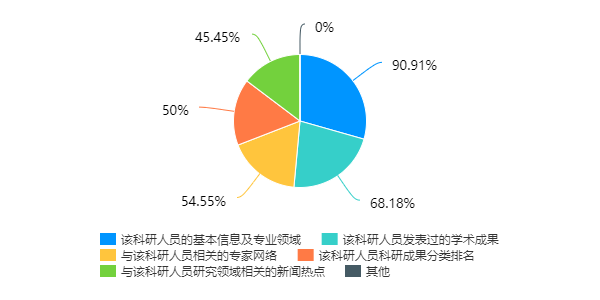 0%
45.45%
90.91%
50%
54.55%
68.18%
该科研人员的基本信息及专业领域 该科研人员发表过的学术成果
与该科研人员相关的专家网络 该科研人员科研成果分类排名
与该科研人员研究领域相关的新闻热点 其他